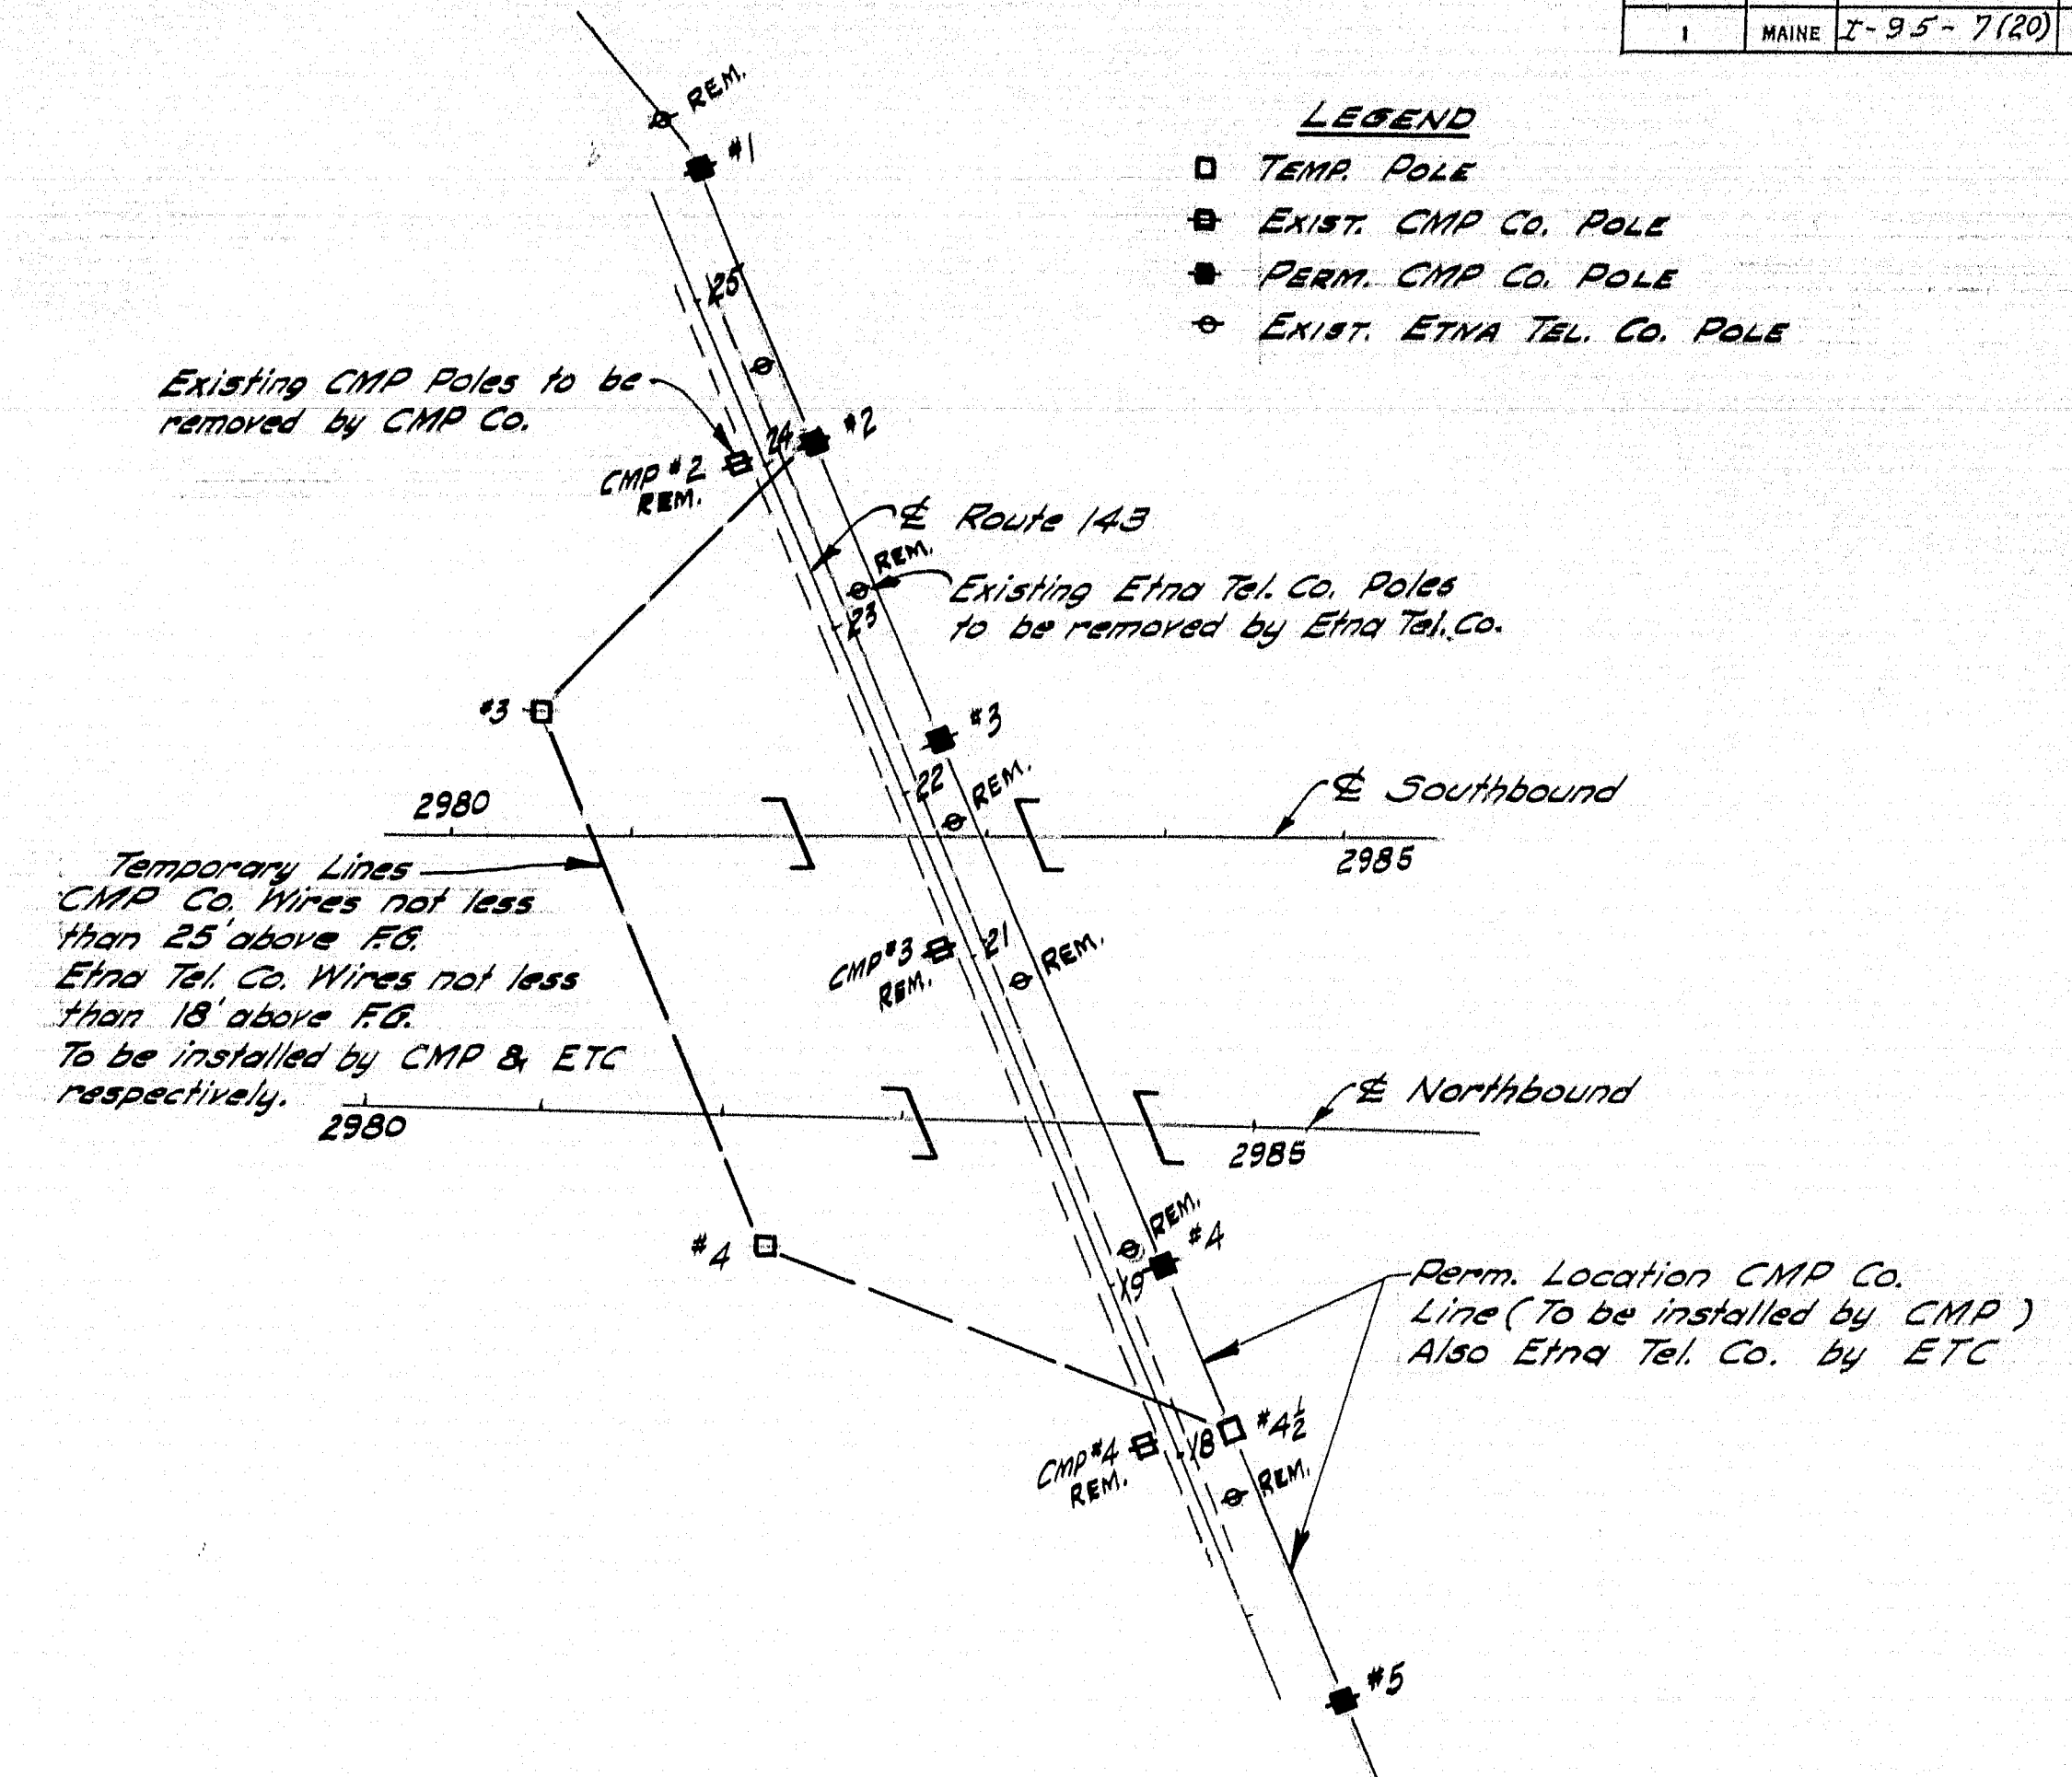 1 MAINE I-95-7(20)
LEGEND
TEMP. POLE
EXIST. CMP CO. POLE
PERM. CMP CO. POLE
EXIST. ETNA TEL. CO. POLE
REM.
#1
25
Existing CMP Poles to be
removed by CMP Co.
#2
24
CMP #2
REM.
℄ Route 143
REM.
Existing Etna Tel. Co. Poles
to be removed by Etna Tel. Co.
23
#3
#3
22
REM.
2980
℄ Southbound
2985
Temporary Lines
CMP Co. Wires not less
than 25' above F.G.
Etna Tel. Co. Wires not less
than 18' above F.G.
To be installed by CMP & ETC
respectively.
CMP #3
REM.
21
REM.
2980
℄ Northbound
2985
#4
REM.
#4
19
Perm. Location CMP Co.
Line (To be installed by CMP)
Also Etna Tel. Co. by ETC
CMP #4
REM.
18
#4½
REM.
#5